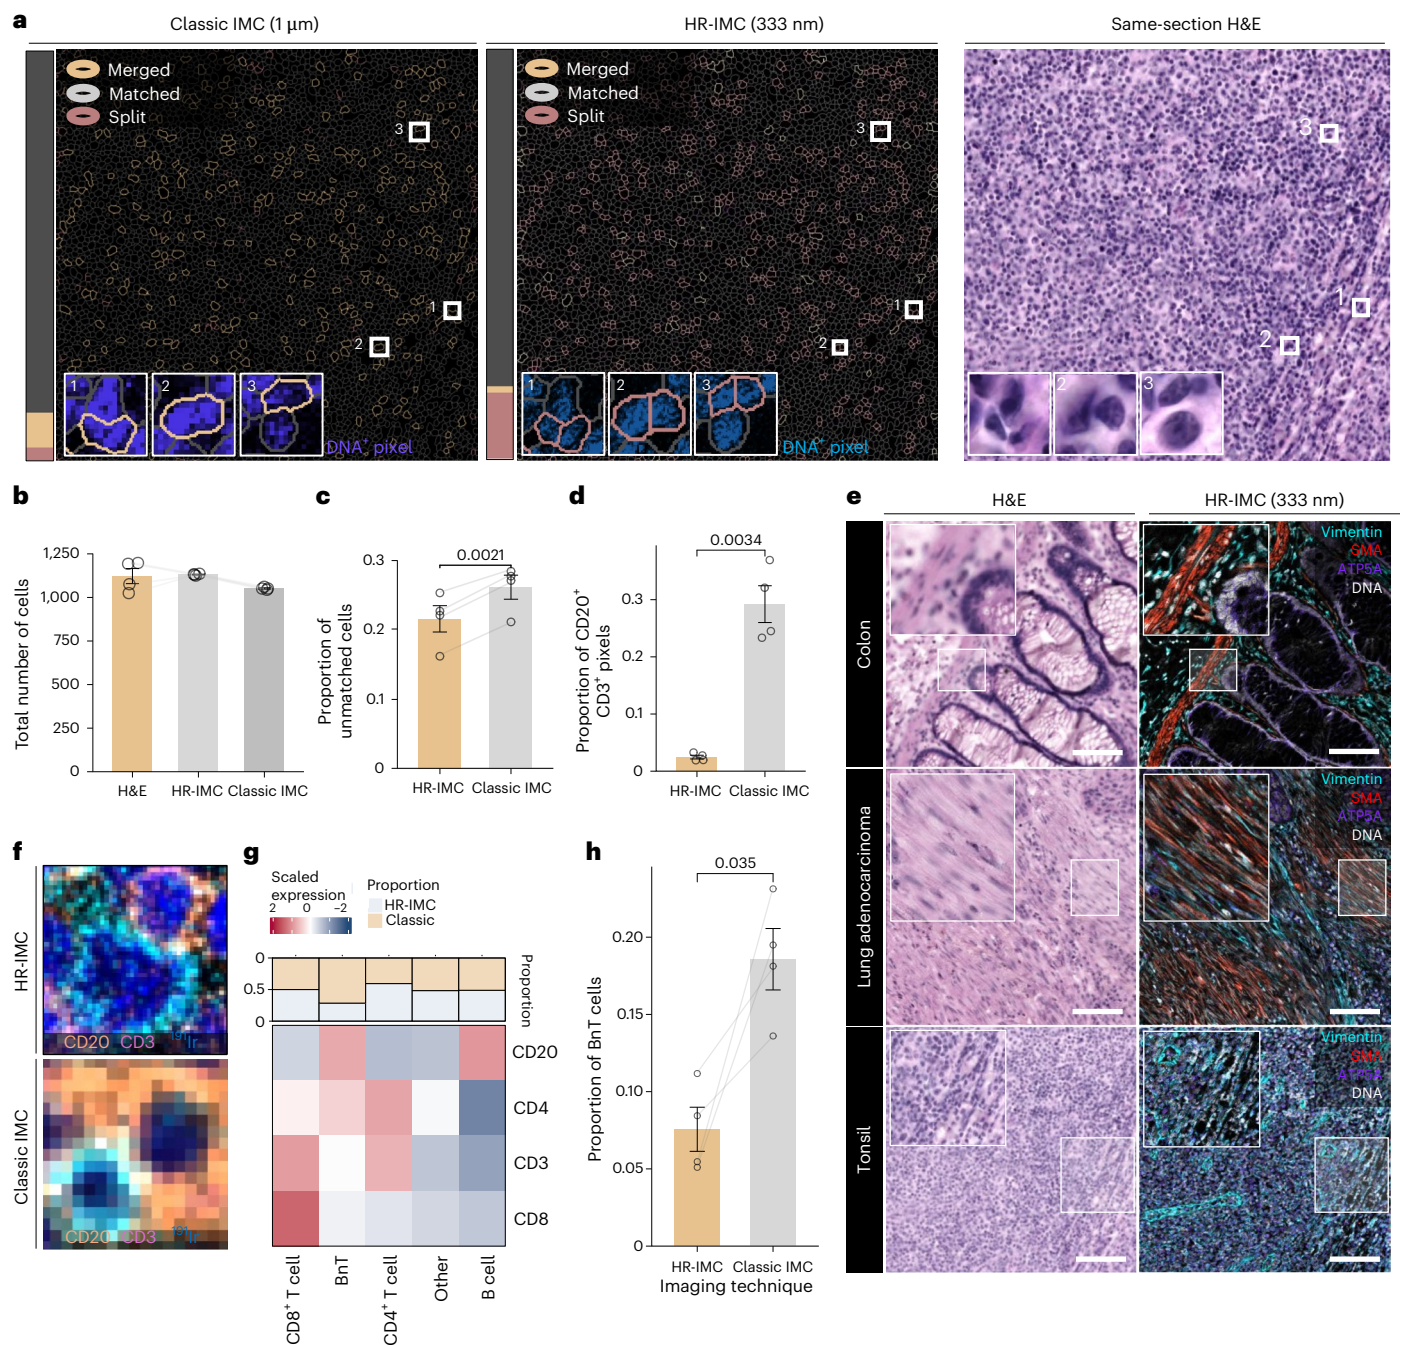 a
Classic IMC (1 μm)
HR-IMC (333 nm)
Same-section H&E
Merged
Matched
Split
3
1
2
1
2
3
DNA⁺ pixel
Merged
Matched
Split
3
1
2
1
2
3
DNA⁺ pixel
3
1
2
2
3
b
Total number of cells
1,250
1,000
750
500
250
0
H&E
HR-IMC
Classic IMC
c
Proportion of
unmatched cells
0.3
0.2
0.1
0
0.0021
HR-IMC
Classic IMC
d
Proportion of CD20⁺
CD3⁺ pixels
0.3
0.2
0.1
0
0.0034
HR-IMC
Classic IMC
e
H&E
HR-IMC (333 nm)
Colon
Vimentin
SMA
ATP5A
DNA
Lung adenocarcinoma
Vimentin
SMA
ATP5A
DNA
Tonsil
Vimentin
SMA
ATP5A
DNA
f
HR-IMC
CD20 CD3 ¹⁹¹Ir
Classic IMC
CD20 CD3 ¹⁹¹Ir
g
Scaled
expression
2 0 −2
Proportion
HR-IMC
Classic
0
0.5
0
Proportion
CD20
CD4
CD3
CD8
CD8⁺ T cell
BnT
CD4⁺ T cell
Other
B cell
h
Proportion of BnT cells
0.20
0.15
0.10
0.05
0
0.035
HR-IMC
Classic IMC
Imaging technique